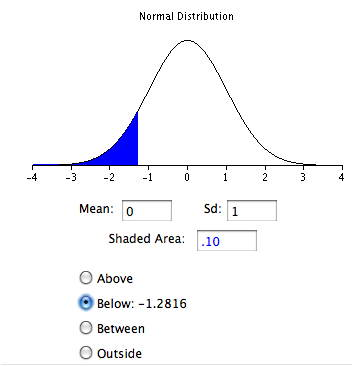 Normal Distribution
-4 -3 -2 -1 0 1 2 3 4
Mean: 0 Sd: 1
Shaded Area: .10
Above
Below: -1.2816
Between
Outside